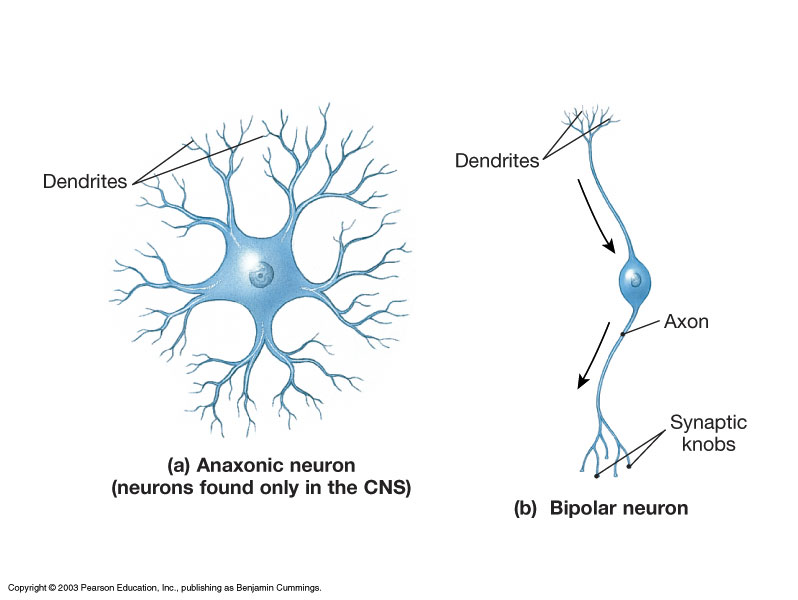 Dendrites
(a) Anaxonic neuron
(neurons found only in the CNS)
Dendrites
Axon
Synaptic
knobs
(b) Bipolar neuron
Copyright © 2003 Pearson Education, Inc., publishing as Benjamin Cummings.